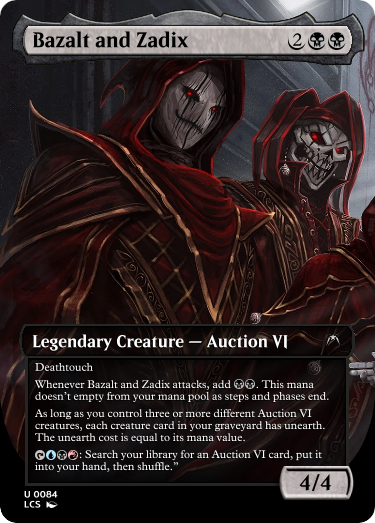 Bazalt and Zadix 2
Legendary Creature — Auction VI
Deathtouch
Whenever Bazalt and Zadix attacks, add . This mana
doesn't empty from your mana pool as steps and phases end.
As long as you control three or more different Auction VI
creatures, each creature card in your graveyard has unearth.
The unearth cost is equal to its mana value.
: Search your library for an Auction VI card, put it
into your hand, then shuffle.”
4/4
U 0084
LCS